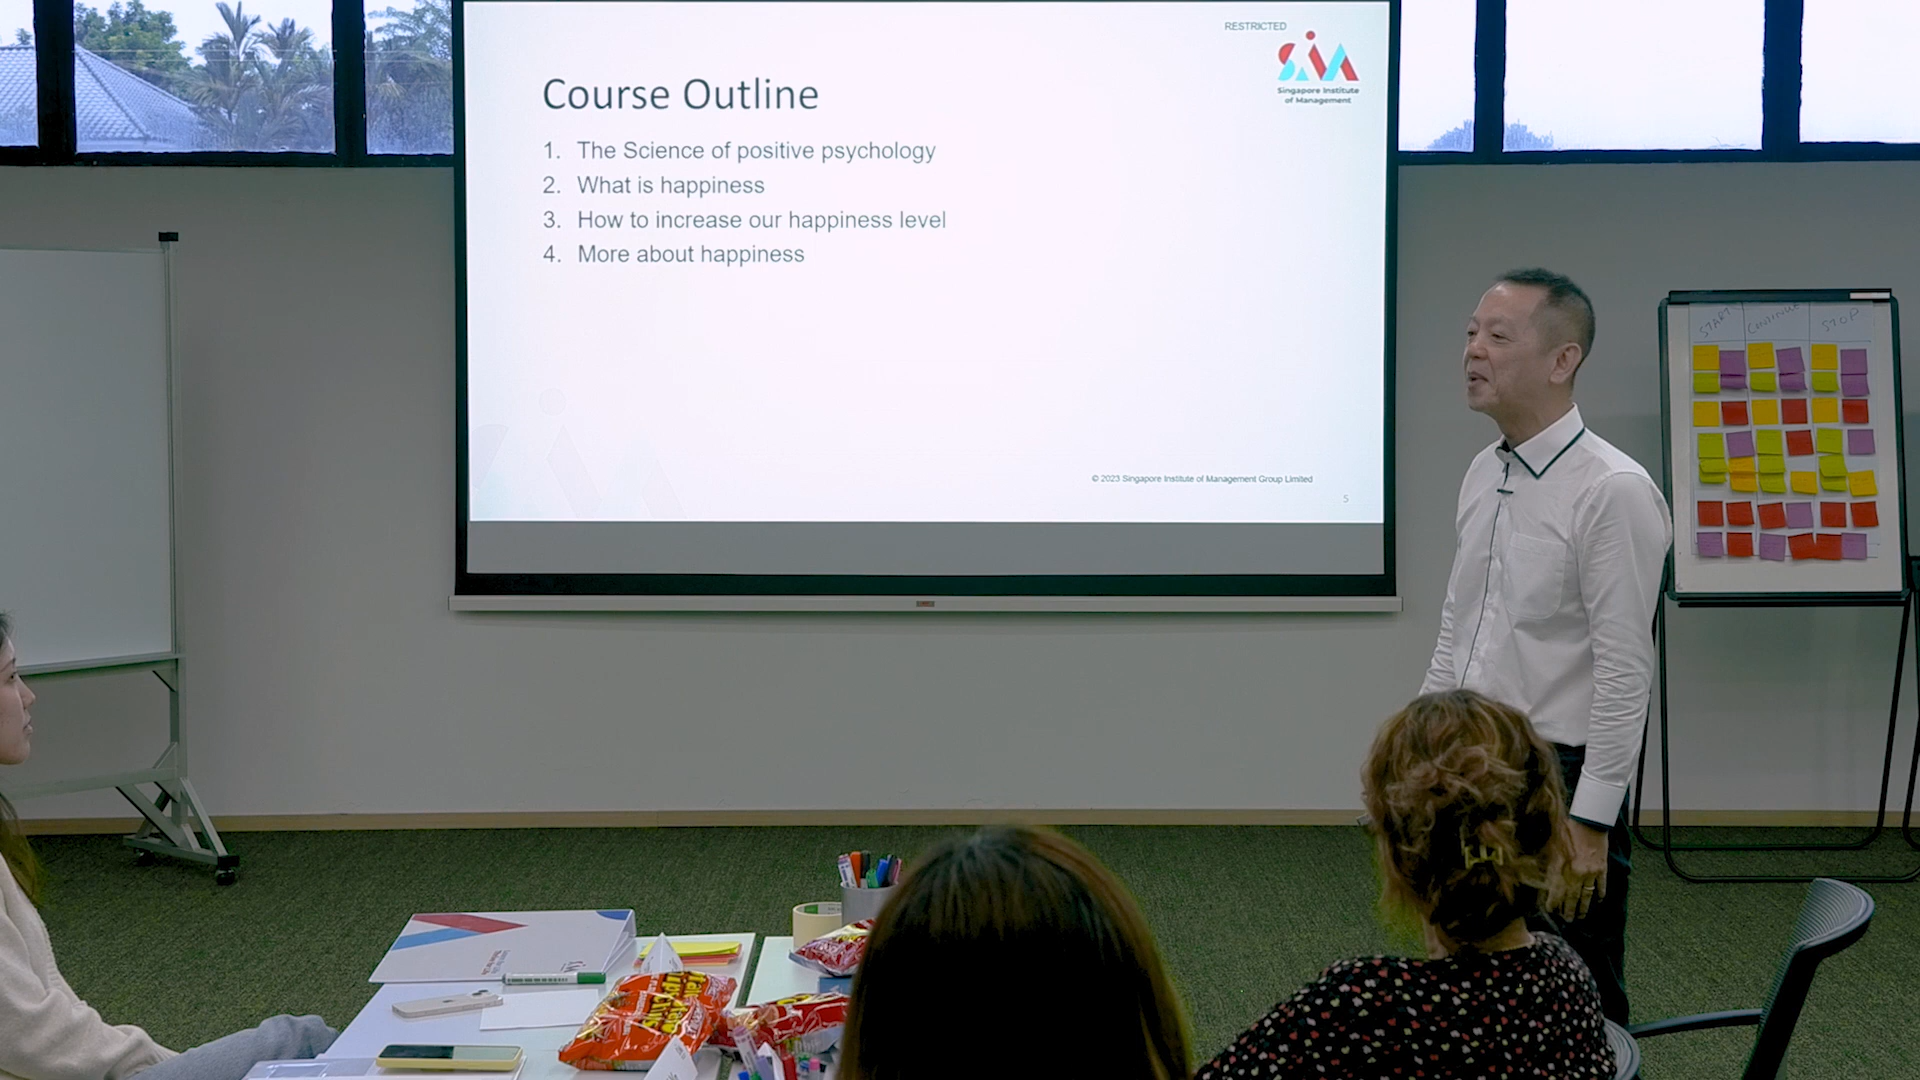 RESTRICTED
SIM
Singapore Institute
of Management
Course Outline
1. The Science of positive psychology
2. What is happiness
3. How to increase our happiness level
4. More about happiness
© 2023 Singapore Institute of Management Group Limited
5
START CONTINUE STOP